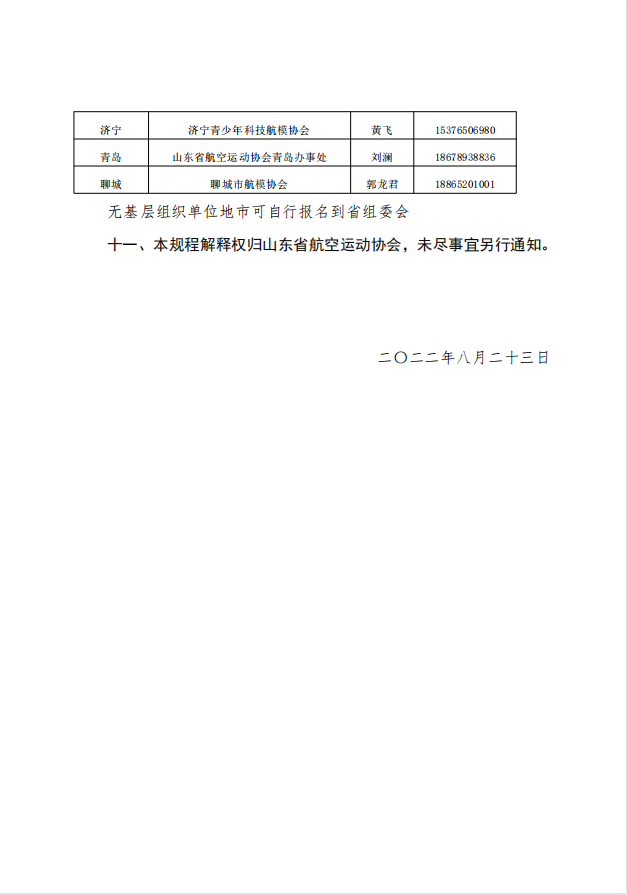 济宁 济宁青少年科技航模协会 黄飞 15376506980
青岛 山东省航空运动协会青岛办事处 刘澜 18678938836
聊城 聊城市航模协会 郭龙君 18865201001
无基层组织单位地市可自行报名到省组委会
十一、本规程解释权归山东省航空运动协会，未尽事宜另行通知。
二〇二二年八月二十三日